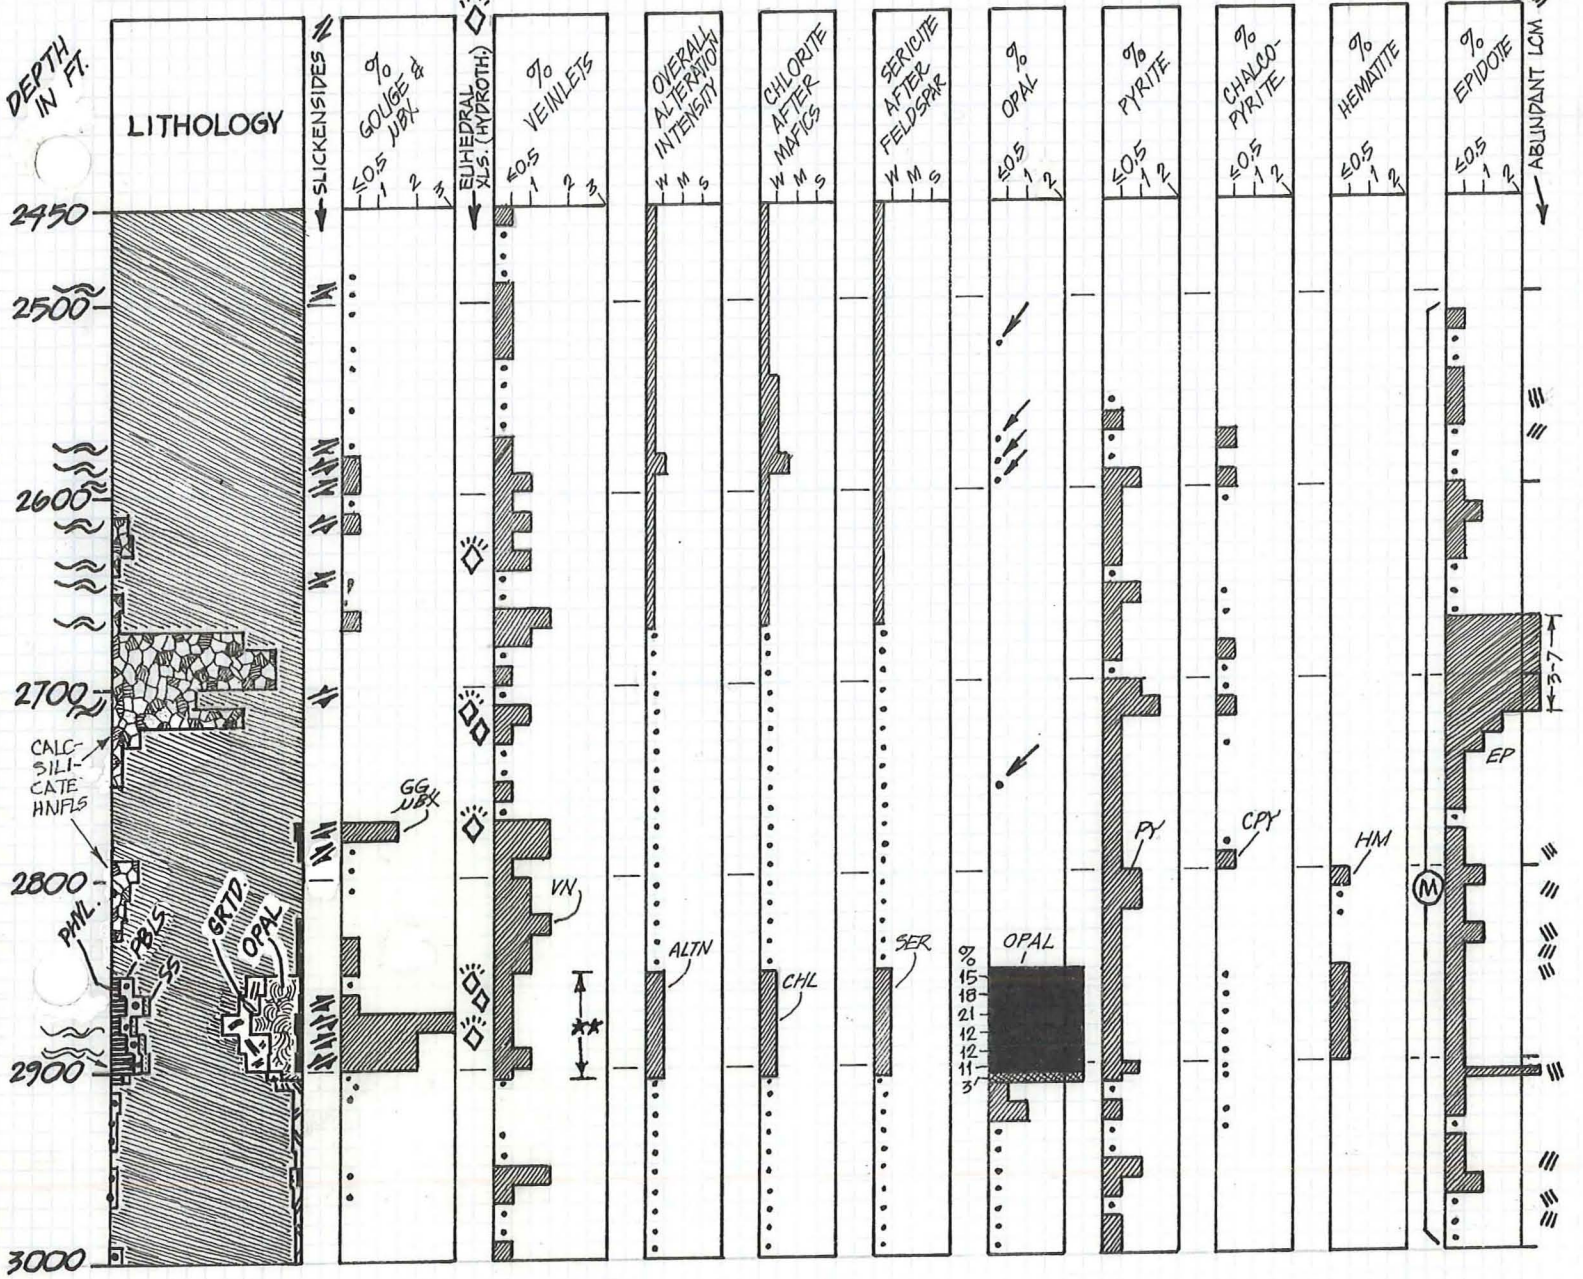 DEPTH
IN FT.
LITHOLOGY
SLICKENSIDES
%
GOUGE &
μBX
≤0.5
1
2
3
EUHEDRAL
XLS. (HYDROTH.)
%
VEINLETS
≤0.5
1
2
3
OVERALL
ALTERATION
INTENSITY
W M S
CHLORITE
AFTER
MAFICS
W M S
SERICITE
AFTER
FELDSPAR
W M S
%
OPAL
≤0.5
1
2
%
PYRITE
≤0.5
1
2
%
CHALCO-
PYRITE
≤0.5
1
2
%
HEMATITE
≤0.5
1
2
%
EPIDOTE
≤0.5
1
2
ABUNDANT LCM
2450
2500
2600
2700
2800
2900
3000
CALC-
SILI-
CATE
HNFLS
PHYL.
PBLS
SS
GRTD.
OPAL
GG
μBX
VN
**
ALTN
CHL
SER
OPAL
%
15
18
21
12
12
11
3
PY
CPY
HM
M
3-7
EP